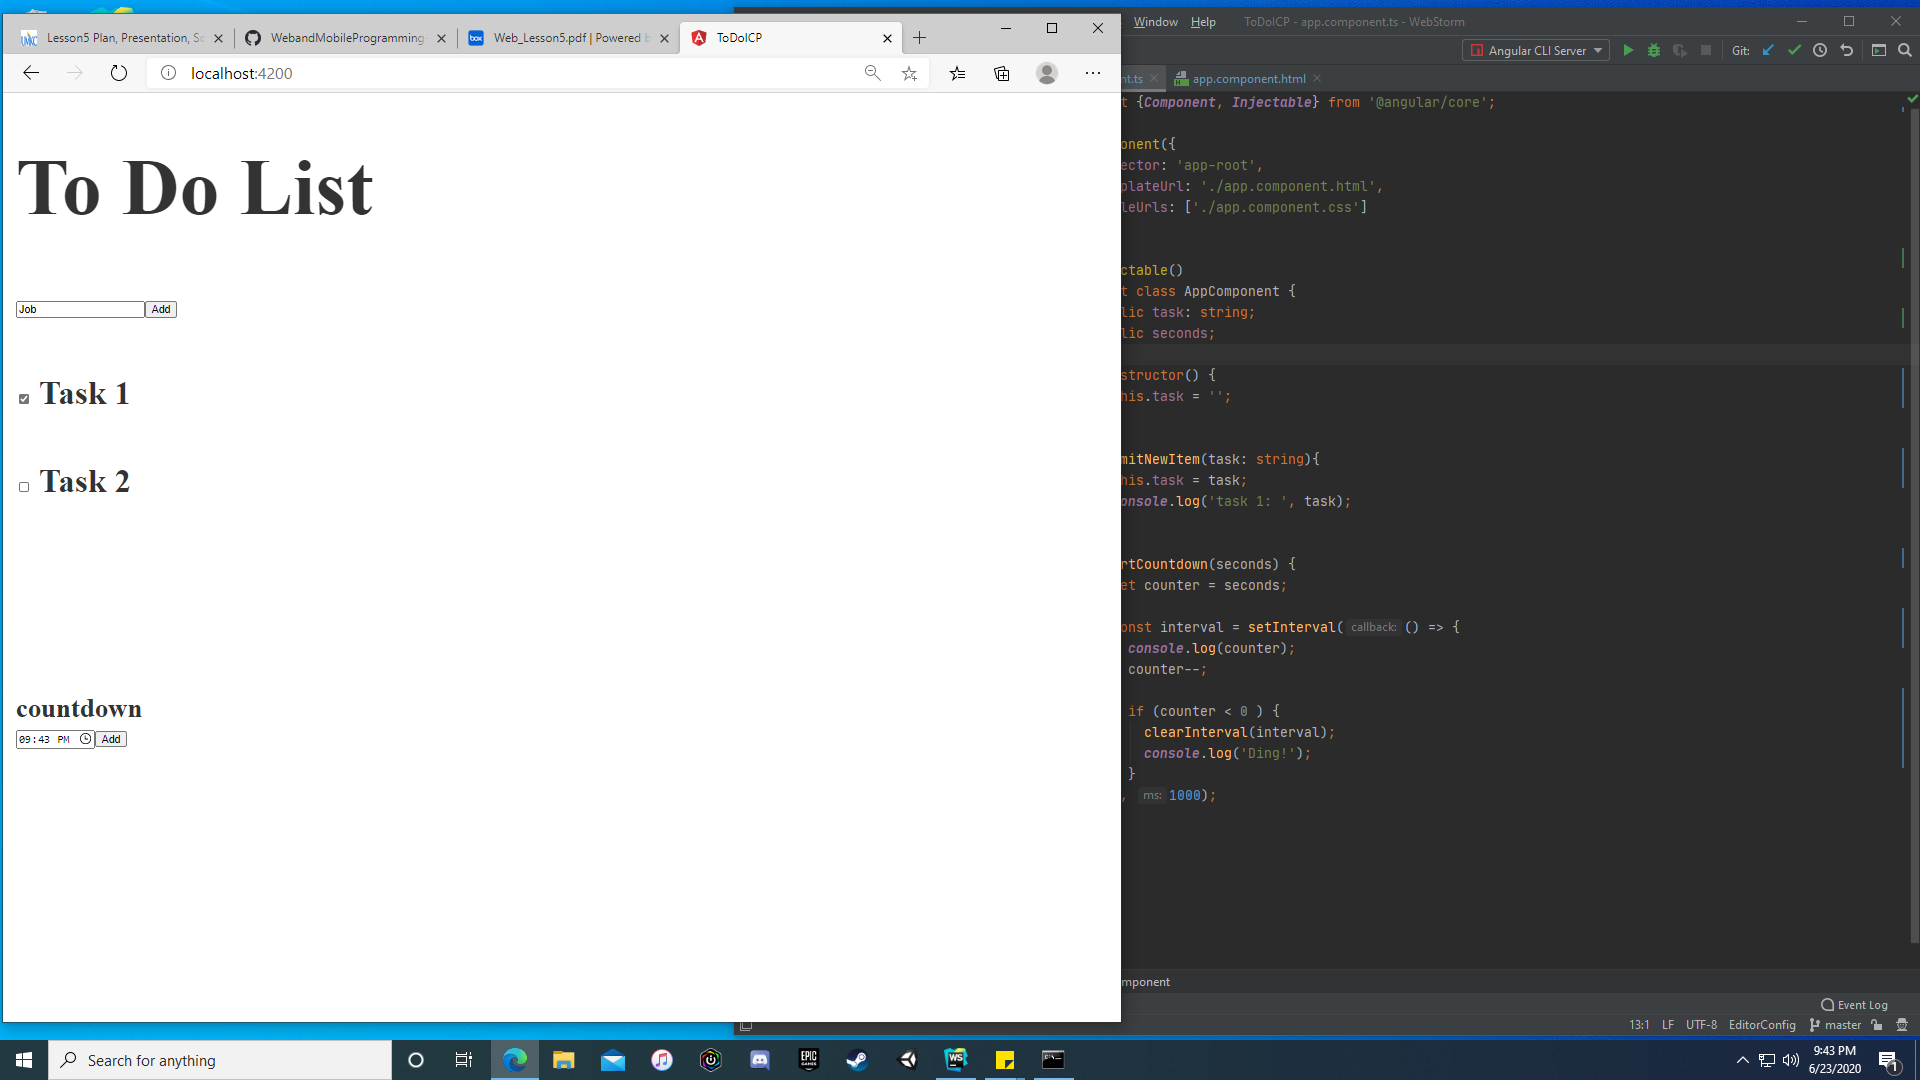 Lesson5 Plan, Presentation, Sc
WebandMobileProgramming-
Web_Lesson5.pdf | Powered b
ToDoICP
localhost:4200
To Do List
Job
Add
Task 1
Task 2
countdown
09:43 PM
Add
Window Help ToDoICP - app.component.ts - WebStorm
Angular CLI Server
Git:
nt.ts
app.component.html
t {Component, Injectable} from '@angular/core';
onent({
ector: 'app-root',
plateUrl: './app.component.html',
leUrls: ['./app.component.css']
ctable()
t class AppComponent {
lic task: string;
lic seconds;
structor() {
his.task = '';
mitNewItem(task: string){
his.task = task;
onsole.log('task 1: ', task);
rtCountdown(seconds) {
et counter = seconds;
onst interval = setInterval( callback: () => {
console.log(counter);
counter--;
if (counter < 0 ) {
clearInterval(interval);
console.log('Ding!');
}
, ms: 1000);
mponent
Event Log
13:1 LF UTF-8 EditorConfig master
Search for anything
box
WS
EPIC GAMES
9:43 PM
6/23/2020
1